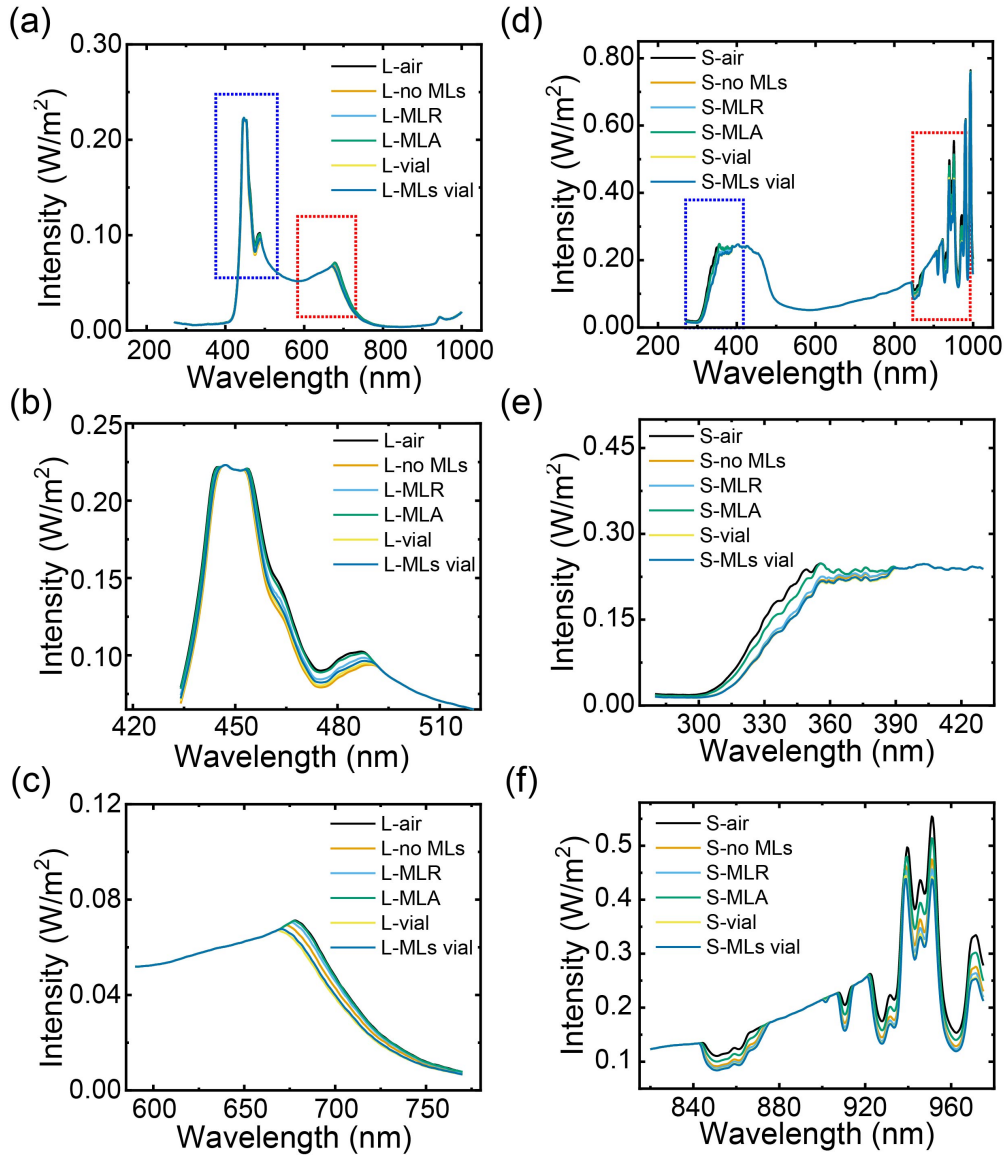 (a)
0.30
0.20
0.10
0.00
Intensity (W/m²)
L-air
L-no MLs
L-MLR
L-MLA
L-vial
L-MLs vial
200 400 600 800 1000
Wavelength (nm)
(d)
0.80
0.60
0.40
0.20
0.00
Intensity (W/m²)
S-air
S-no MLs
S-MLR
S-MLA
S-vial
S-MLs vial
200 400 600 800 1000
Wavelength (nm)
(b)
0.25
0.20
0.15
0.10
Intensity (W/m²)
L-air
L-no MLs
L-MLR
L-MLA
L-vial
L-MLs vial
420 450 480 510
Wavelength (nm)
(e)
0.45
0.30
0.15
0.00
Intensity (W/m²)
S-air
S-no MLs
S-MLR
S-MLA
S-vial
S-MLs vial
300 330 360 390 430
Wavelength (nm)
(c)
0.12
0.08
0.04
0.00
Intensity (W/m²)
L-air
L-no MLs
L-MLR
L-MLA
L-vial
L-MLs vial
600 650 700 750
Wavelength (nm)
(f)
0.5
0.4
0.3
0.2
0.1
Intensity (W/m²)
S-air
S-no MLs
S-MLR
S-MLA
S-vial
S-MLs vial
840 880 920 960
Wavelength (nm)